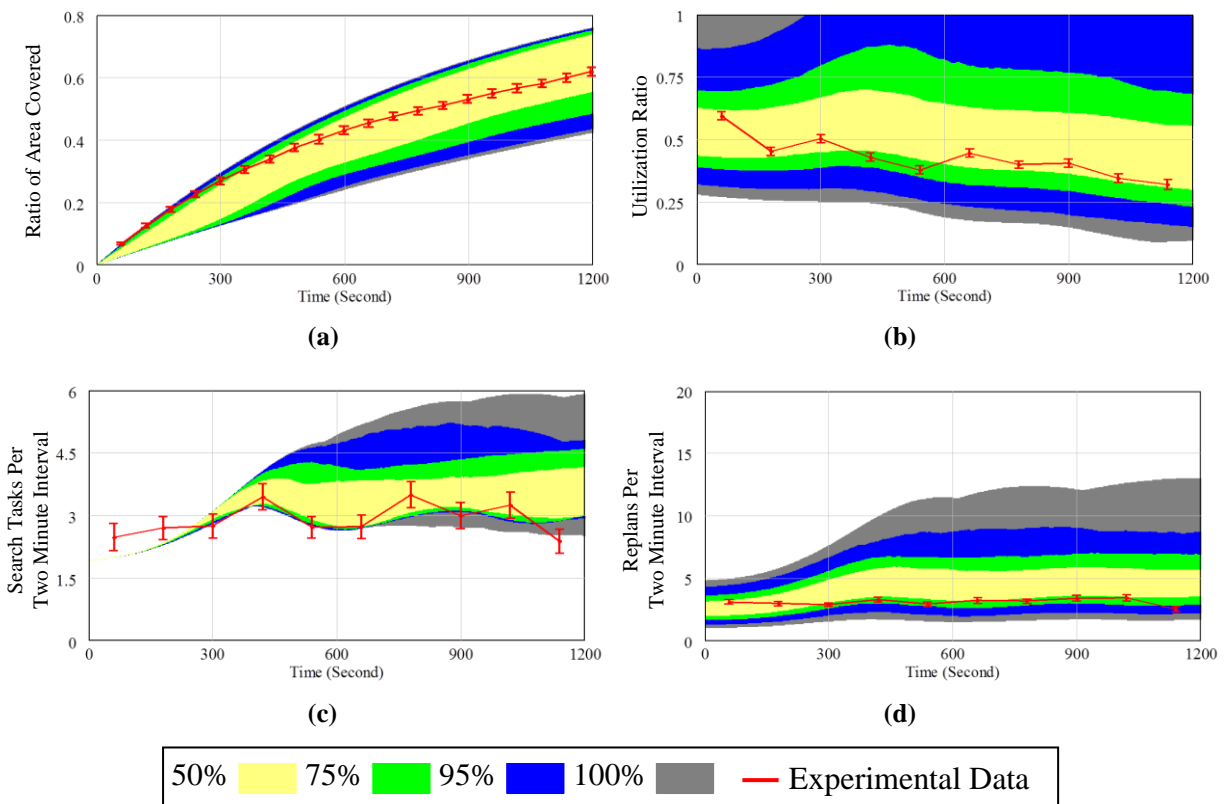 0.8
0.6
0.4
0.2
0
Ratio of Area Covered
0 300 600 900 1200
Time (Second)
(a)
1
0.75
0.5
0.25
0
Utilization Ratio
0 300 600 900 1200
Time (Second)
(b)
6
4.5
3
1.5
0
Search Tasks Per
Two Minute Interval
0 300 600 900 1200
Time (Second)
(c)
20
15
10
5
0
Replans Per
Two Minute Interval
0 300 600 900 1200
Time (Second)
(d)
50% 75% 95% 100% Experimental Data